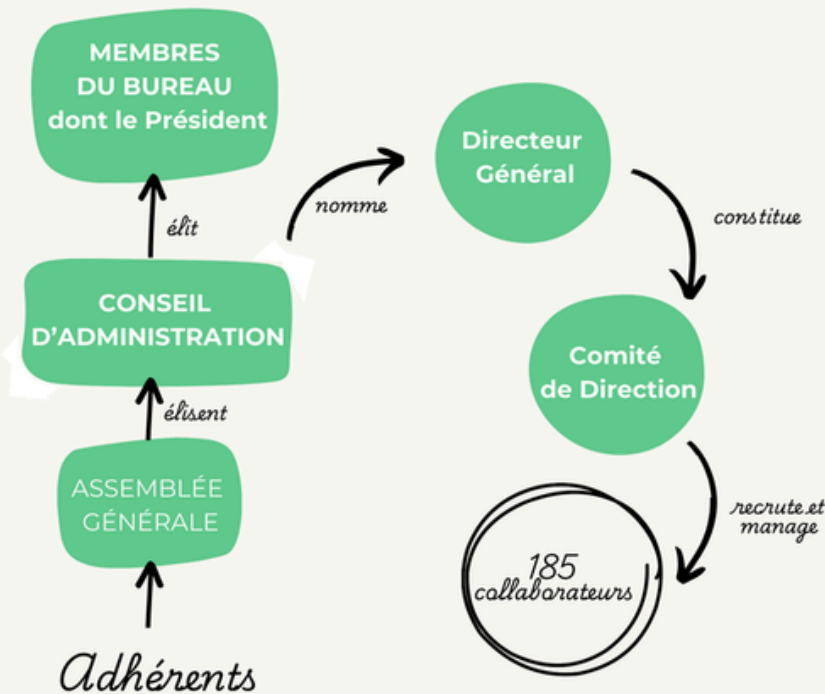 MEMBRES
DU BUREAU
dont le Président
élit
CONSEIL
D'ADMINISTRATION
élisent
ASSEMBLÉE
GÉNÉRALE
Adhérents
nomme
Directeur
Général
constitue
Comité
de Direction
recrute et
manage
185
collaborateurs